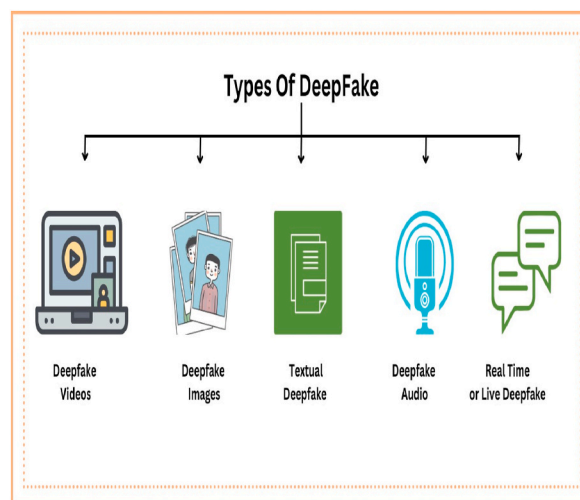 Types Of DeepFake
Deepfake
Videos
Deepfake
Images
Textual
Deepfake
Deepfake
Audio
Real Time
or Live Deepfake